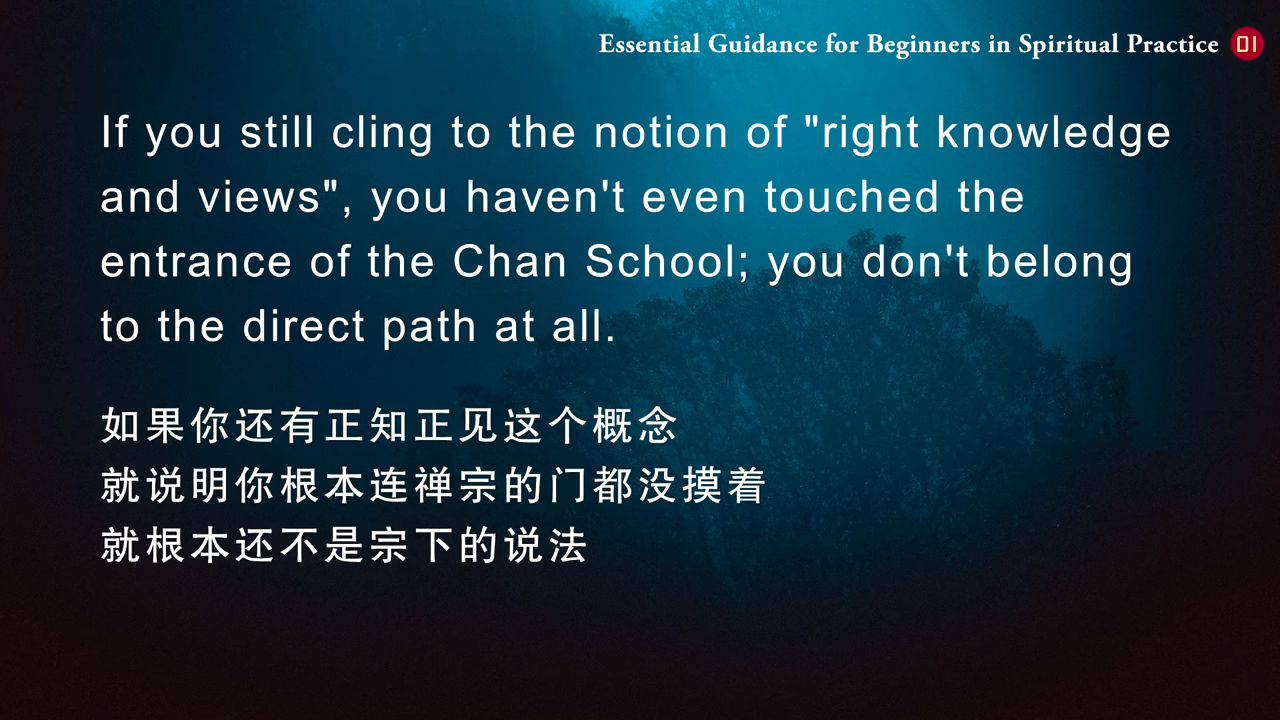 Essential Guidance for Beginners in Spiritual Practice 01
If you still cling to the notion of "right knowledge
and views", you haven't even touched the
entrance of the Chan School; you don't belong
to the direct path at all.
如果你还有正知正见这个概念
就说明你根本连禅宗的门都没摸着
就根本还不是宗下的说法